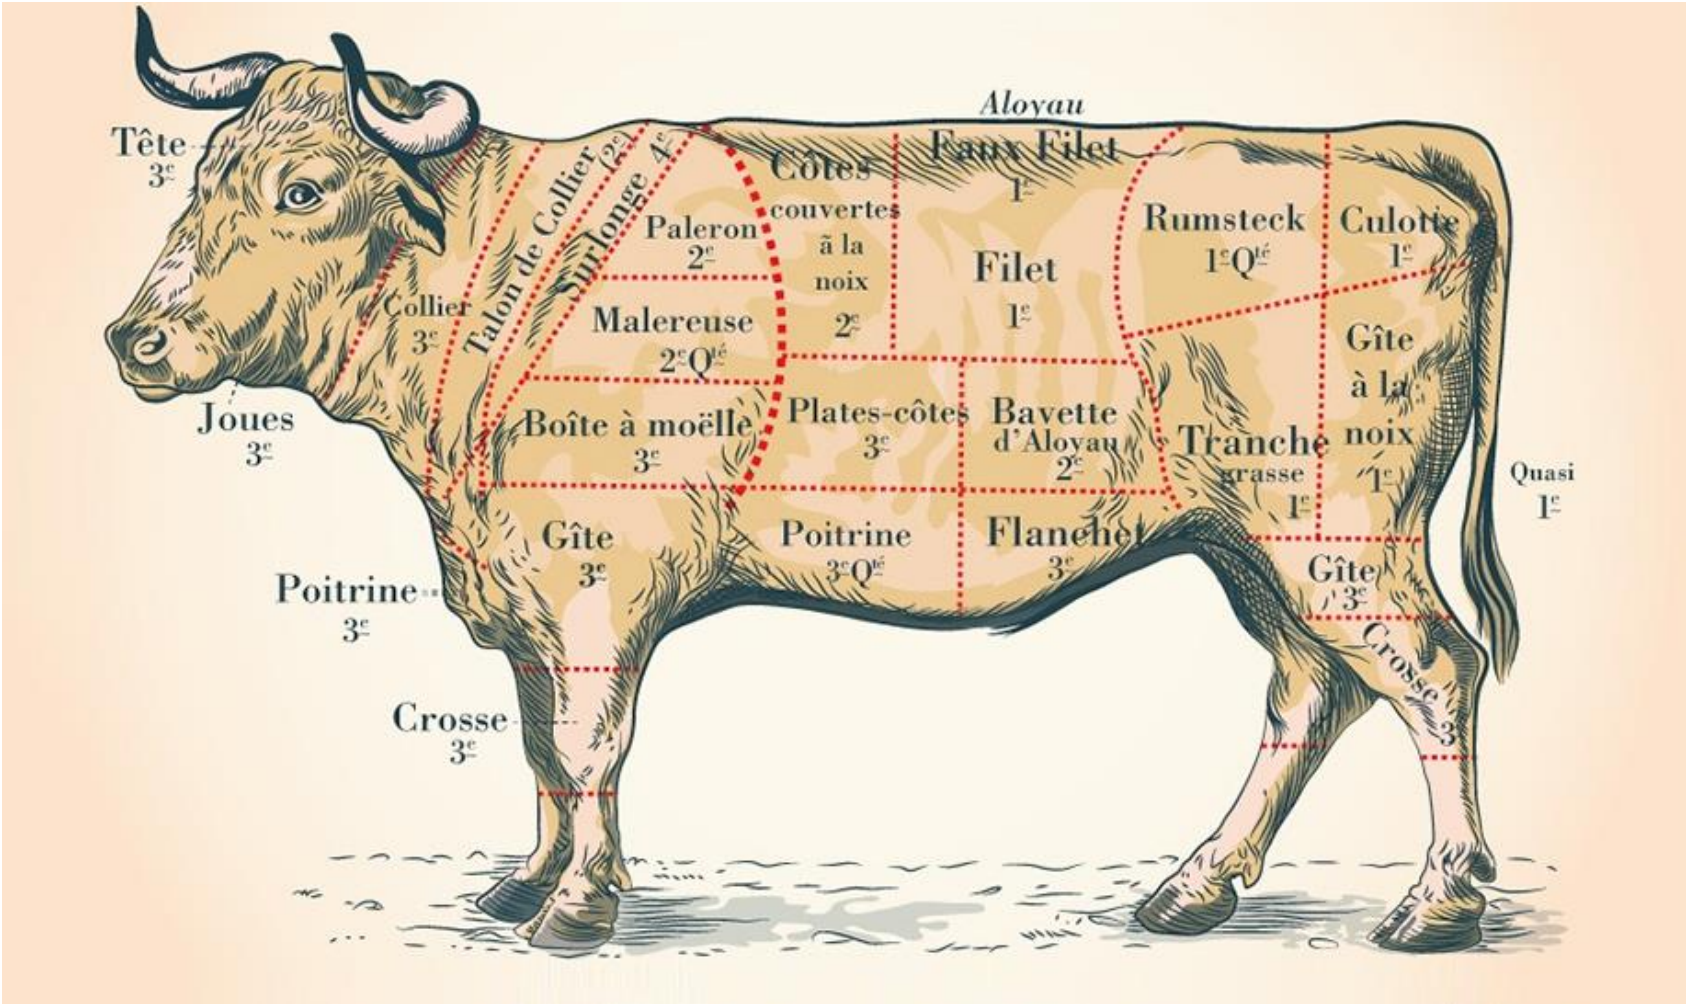 Aloyau
Tête
3e
Joues
3e
Collier
3e
Talon de Collier (2e)
Surlonge 4e
Paleron
2e
Malereuse
2e Qté
Boîte à moëlle
3e
Gîte
3e
Poitrine
3e
Crosse
3e
Côtes
couvertes
ã la
noix
2e
Faux Filet
1e
Filet
1e
Plates-côtes
3e
Bavette
d'Aloyau
2e
Poitrine
3e Qté
Flanchet
3e
Rumsteck
1e Qté
Culotte
1e
Tranche
grasse
1e
Gîte
à la
noix
1e
Quasi
1e
Gîte
3e
Crosse
3